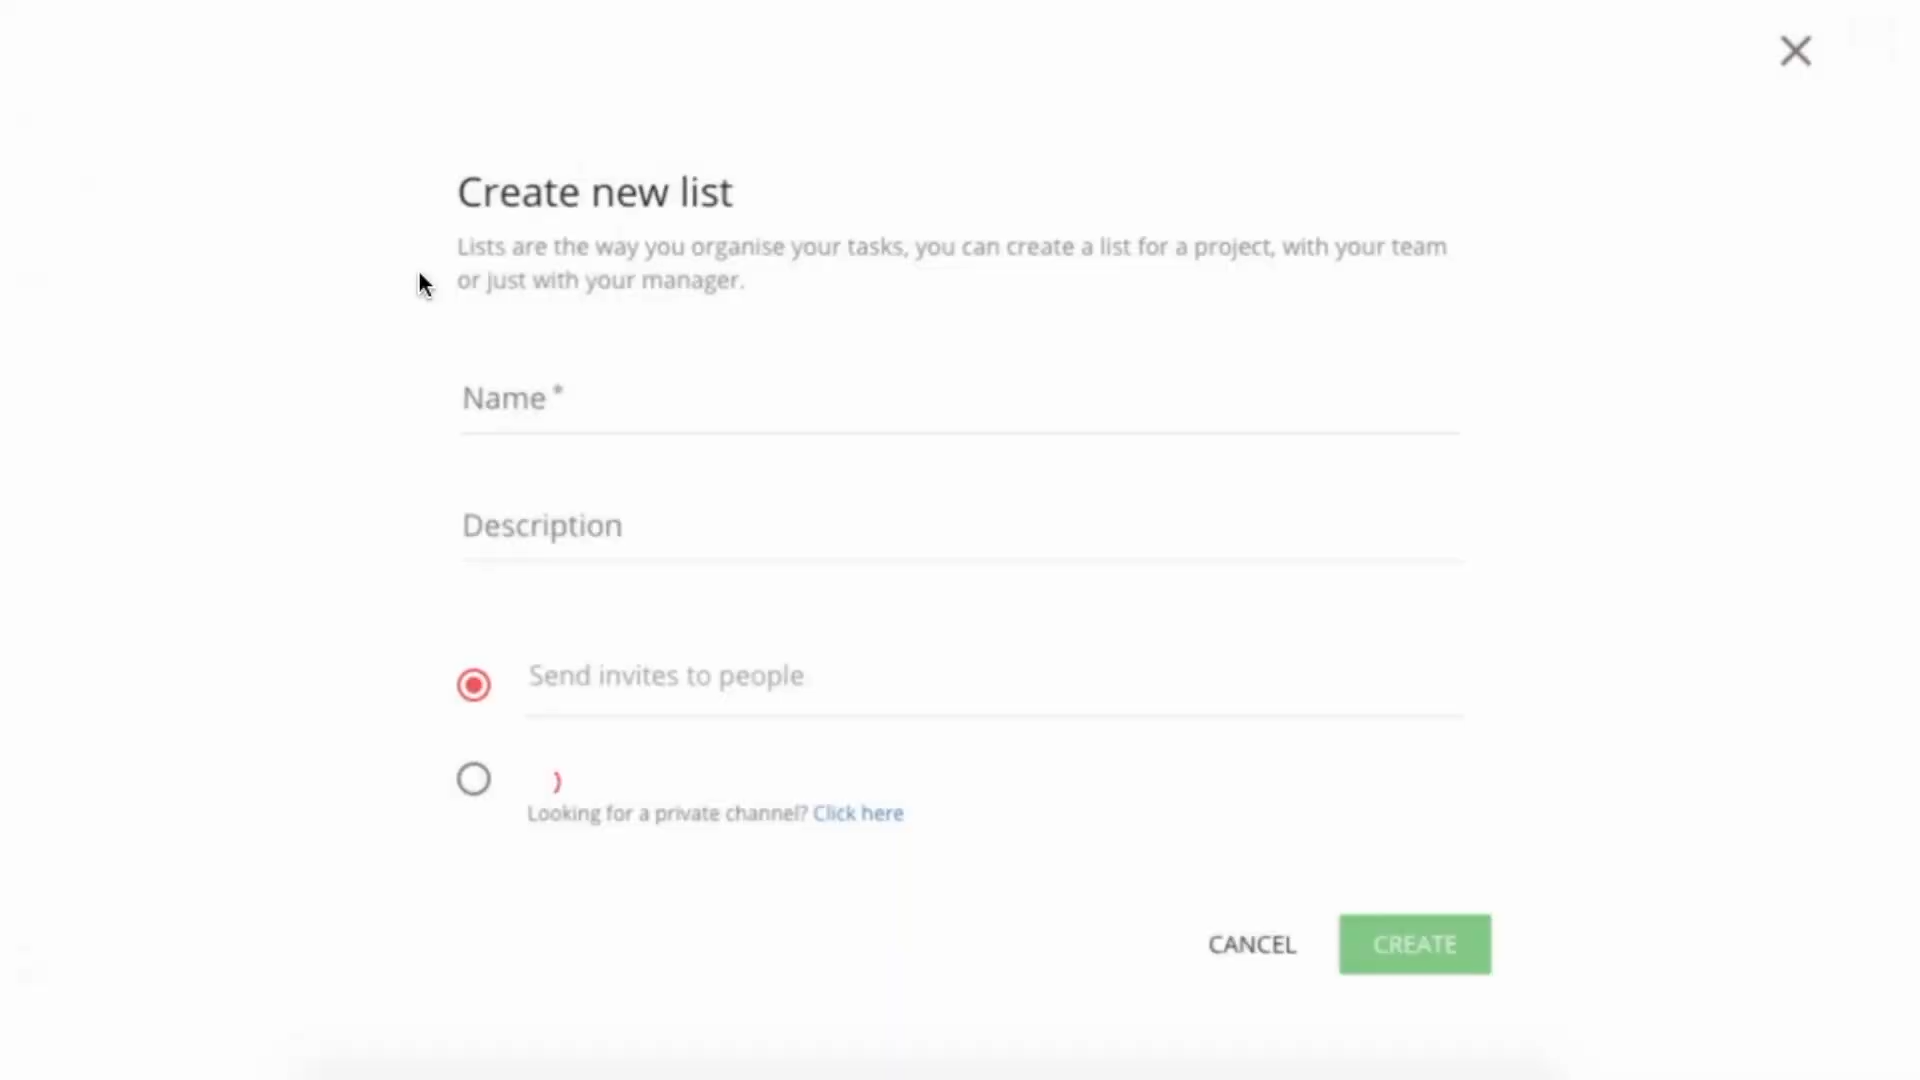 Create new list
Lists are the way you organise your tasks, you can create a list for a project, with your team
or just with your manager.
Name *
Description
Send invites to people
Looking for a private channel? Click here
CANCEL
CREATE